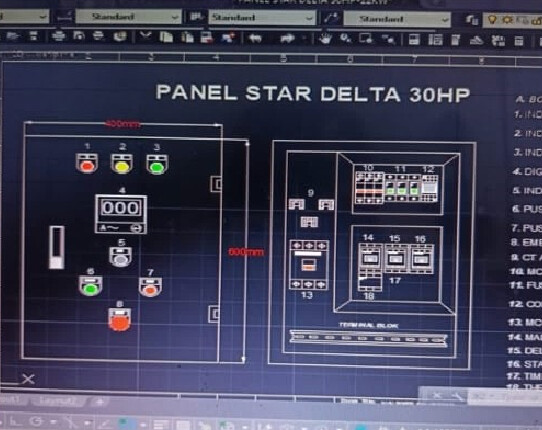 Standard
Standard
Standard
PANEL STAR DELTA 30HP
400mm
1 2 3
4
000
A~
5
6
7
8
600mm
9
10
11
12
13
14 15 16
17
18
TERMINAL BLOK
1. IND
2. IND
3. IND
4. DIG
5. IND
6. PUS
7. PUS
8. EME
9. CT
10. MC
11. FU
12. CO
13. MC
14. MA
15. DEL
16. STA
17. TIM
X
Layout2